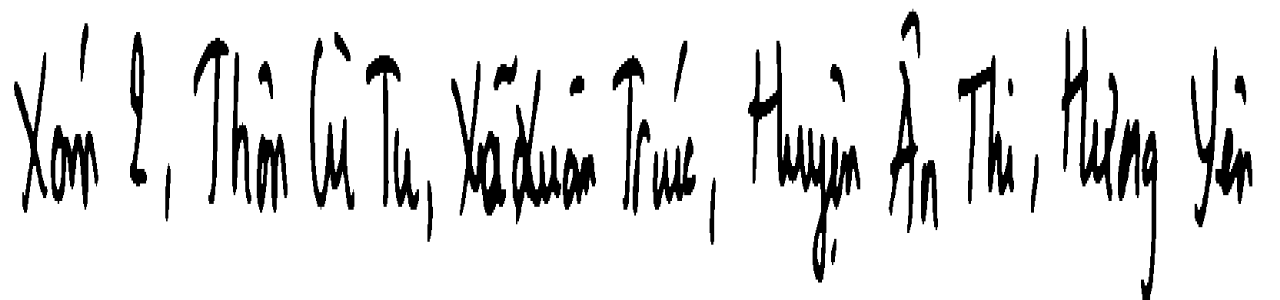 Xóm 2, Thôn Cù Tu, Xã Xuân Trúc, Huyện Ân Thi, Hưng Yên